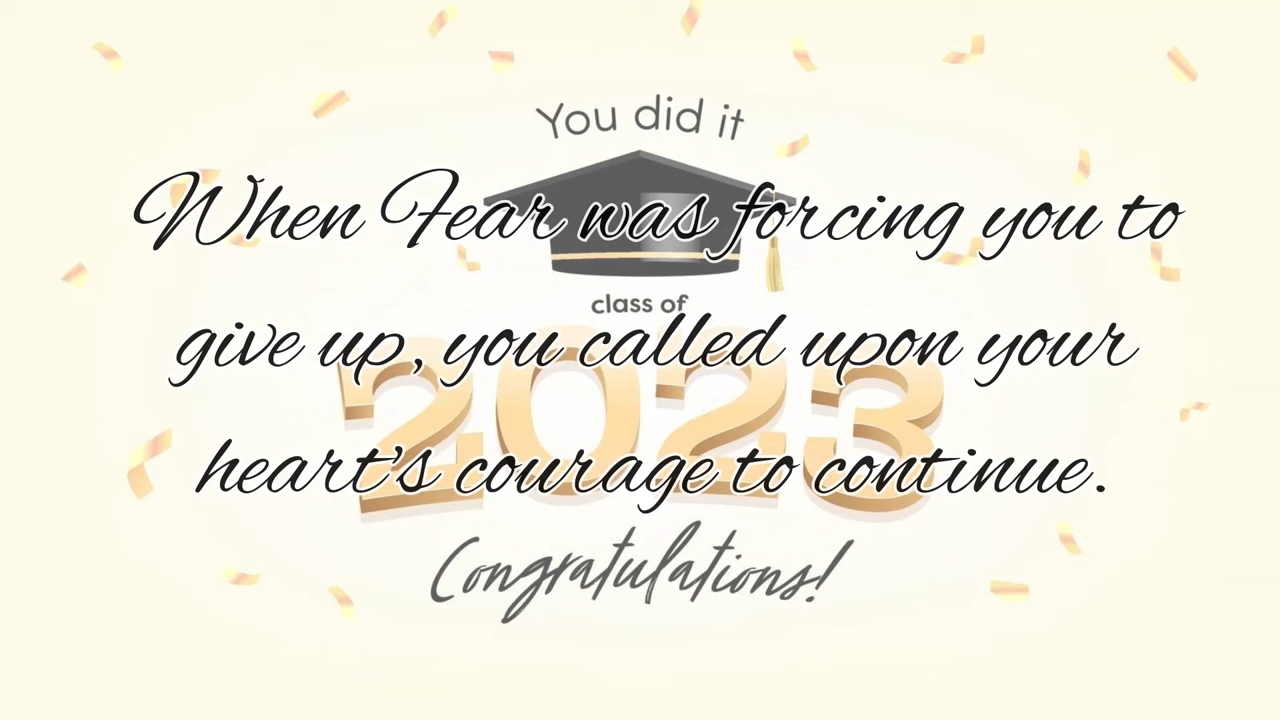 You did it
When Fear was forcing you to
class of
give up, you called upon your
2023
heart's courage to continue.
Congratulations!